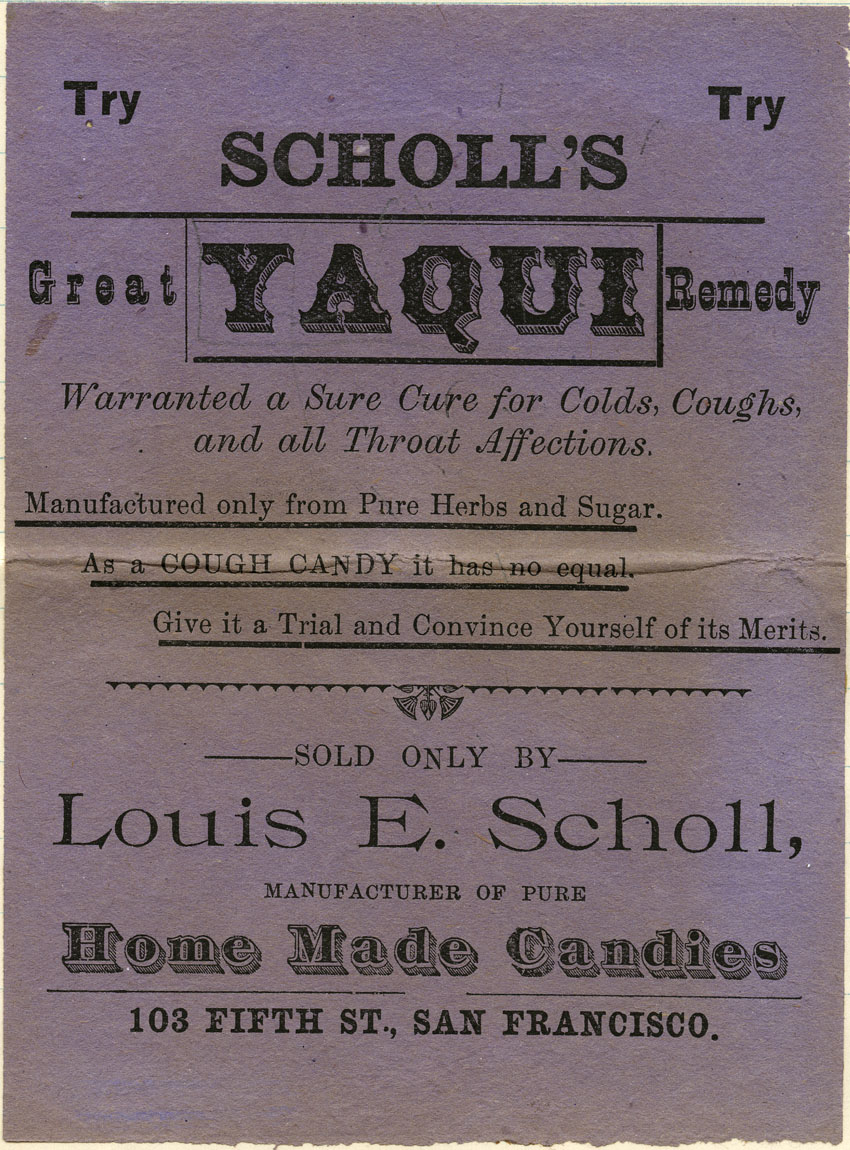 Try Try
SCHOLL'S
Great YAQUI Remedy
Warranted a Sure Cure for Colds, Coughs,
and all Throat Affections.
Manufactured only from Pure Herbs and Sugar.
As a COUGH CANDY it has no equal.
Give it a Trial and Convince Yourself of its Merits.
SOLD ONLY BY
Louis E. Scholl,
MANUFACTURER OF PURE
Home Made Candies
103 FIFTH ST., SAN FRANCISCO.